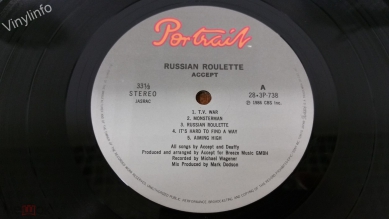 Vinylinfo
Portrait
RUSSIAN ROULETTE
ACCEPT
33⅓
STEREO
JASRAC
A
28·3P-738
℗ 1986 CBS Inc.
1. T.V. WAR
2. MONSTERMAN
3. RUSSIAN ROULETTE
4. IT'S HARD TO FIND A WAY
5. AIMING HIGH
All songs by Accept and Deaffy
Produced and arranged by Accept for Breeze Music GMBH
Recorded by Michael Wagener
Mix Produced by Mark Dodson